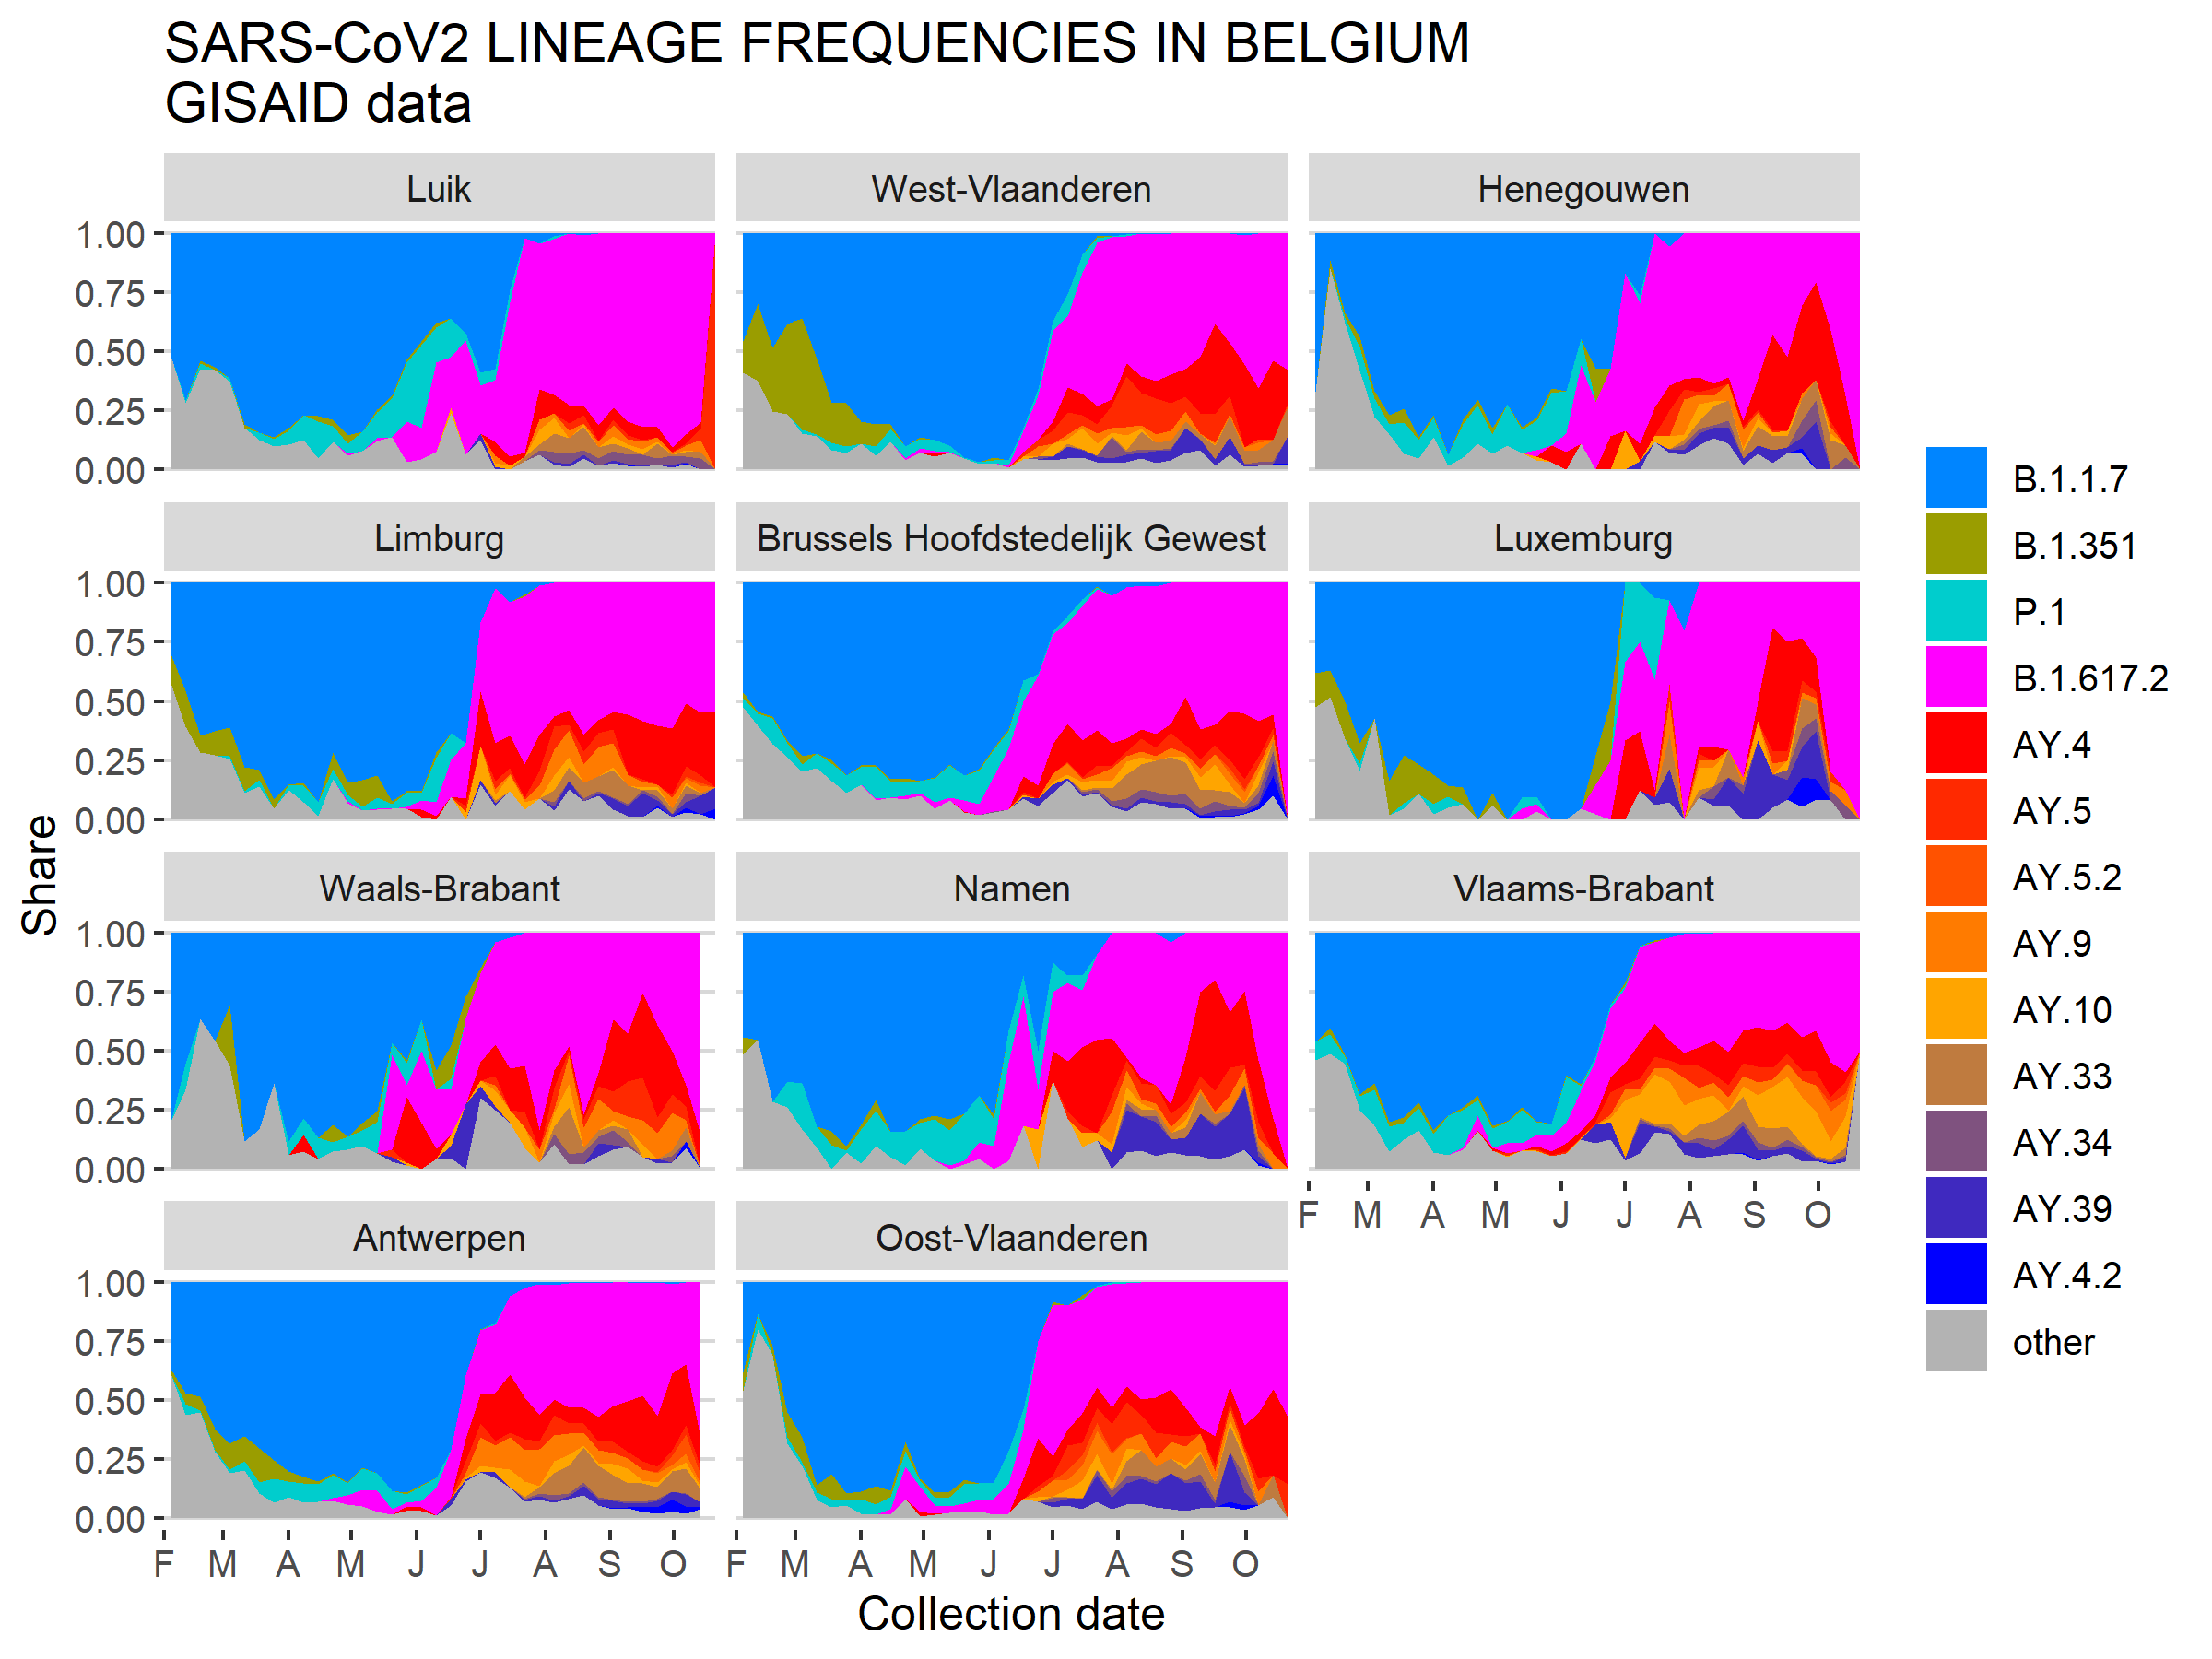 SARS-CoV2 LINEAGE FREQUENCIES IN BELGIUM
GISAID data
Luik
West-Vlaanderen
Henegouwen
1.00
0.75
0.50
0.25
0.00
Limburg
Brussels Hoofdstedelijk Gewest
Luxemburg
1.00
0.75
0.50
0.25
0.00
Waals-Brabant
Namen
Vlaams-Brabant
1.00
0.75
0.50
0.25
0.00
F M A M J J A S O
Antwerpen
Oost-Vlaanderen
1.00
0.75
0.50
0.25
0.00
F M A M J J A S O
F M A M J J A S O
Share
Collection date
B.1.1.7
B.1.351
P.1
B.1.617.2
AY.4
AY.5
AY.5.2
AY.9
AY.10
AY.33
AY.34
AY.39
AY.4.2
other